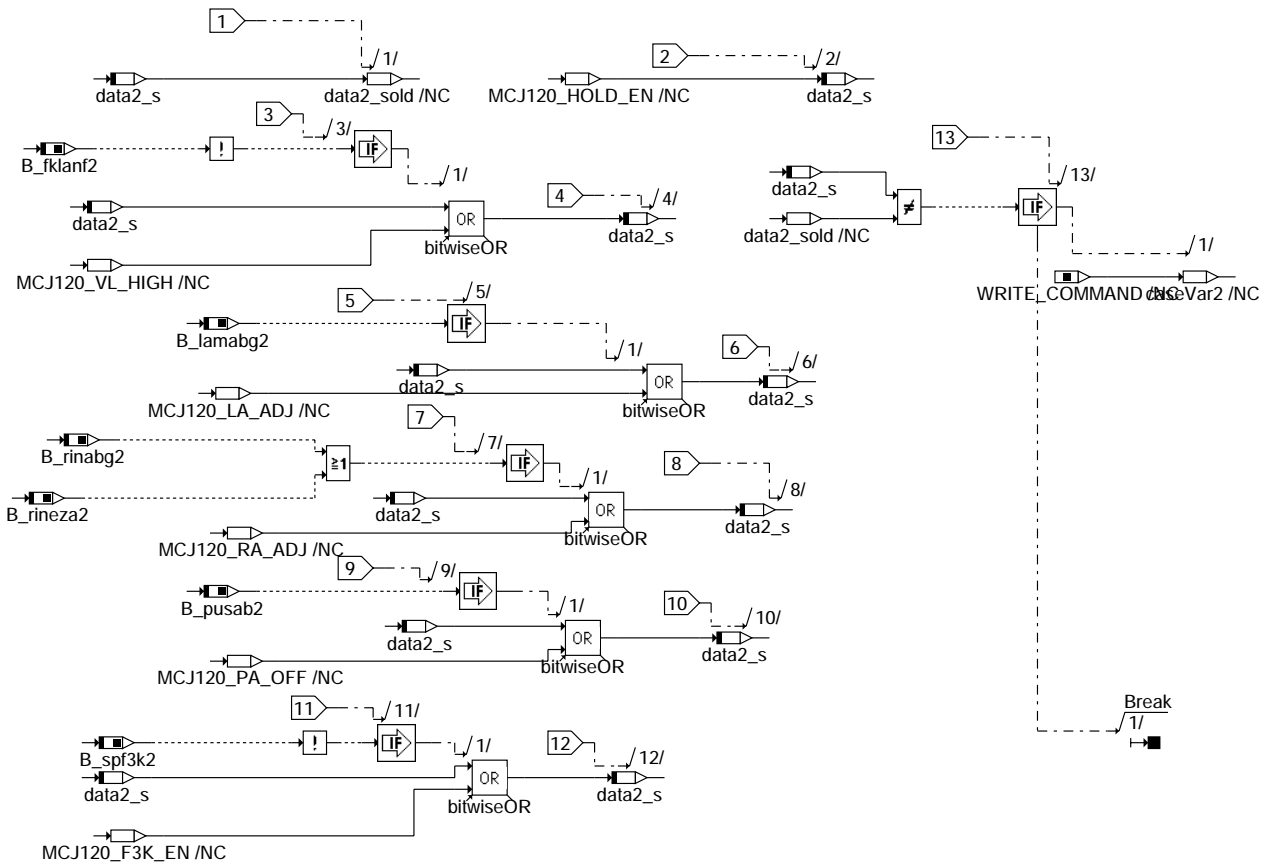 1
/1/
data2_s
data2_sold /NC
2
/2/
MCJ120_HOLD_EN /NC
data2_s
3
/3/
B_fklanf2
!
IF
/1/
data2_s
OR
bitwiseOR
MCJ120_VL_HIGH /NC
4
/4/
data2_s
13
/13/
data2_s
data2_sold /NC
≠
IF
/1/
WRITE_COMMAND /NC
caseVar2 /NC
5
/5/
B_lamabg2
IF
/1/
data2_s
OR
bitwiseOR
MCJ120_LA_ADJ /NC
6
/6/
data2_s
7
/7/
B_rinabg2
≥1
IF
/1/
B_rineza2
data2_s
OR
bitwiseOR
MCJ120_RA_ADJ /NC
8
/8/
data2_s
9
/9/
B_pusab2
IF
/1/
data2_s
OR
bitwiseOR
MCJ120_PA_OFF /NC
10
/10/
data2_s
11
/11/
B_spf3k2
!
IF
/1/
data2_s
OR
bitwiseOR
MCJ120_F3K_EN /NC
12
/12/
data2_s
Break
1/